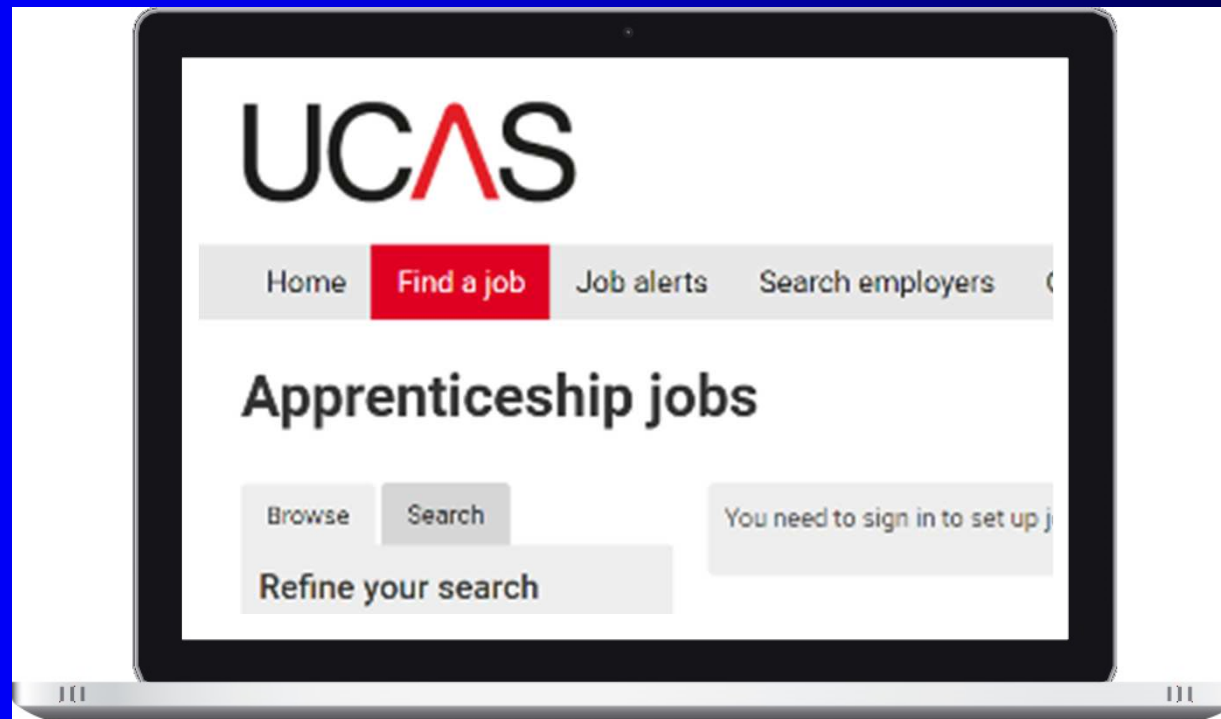 UCAS
Home Find a job Job alerts Search employers
Apprenticeship jobs
Browse Search
You need to sign in to set up
Refine your search